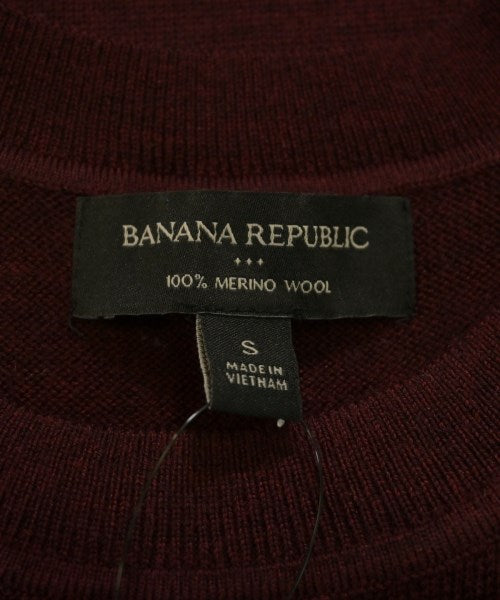 BANANA REPUBLIC
100% MERINO WOOL
S
MADE IN
VIETNAM